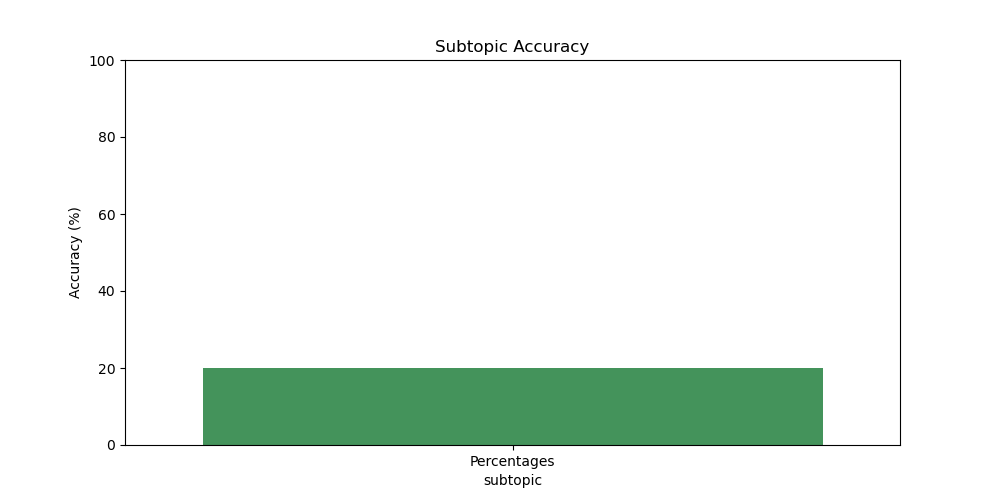 Subtopic Accuracy
100
80
60
40
20
0
Accuracy (%)
Percentages
subtopic